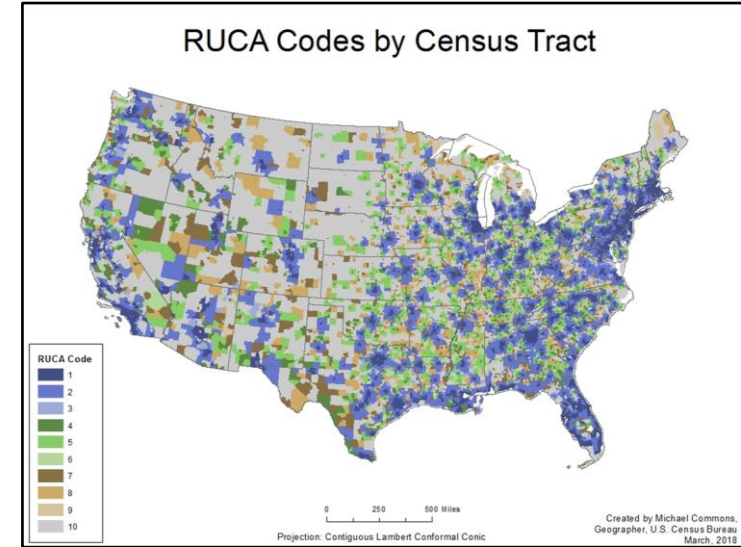 RUCA Codes by Census Tract
RUCA Code
1
2
3
4
5
6
7
8
9
10
0 250 500 Miles
Projection: Contiguous Lambert Conformal Conic
Created by Michael Commons,
Geographer, U.S. Census Bureau
March, 2018